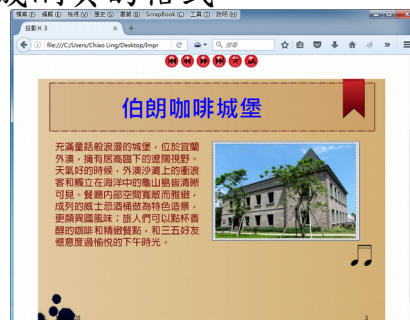 檔案(F) 編輯(E) 檢視(V) 歷史(S) 書籤(B) ScrapBook(C) 工具(T) 說明(H)
投影片 3
file:///C:/Users/Chiao Ling/Desktop/Impr
搜尋
伯朗咖啡城堡
充滿童話般浪漫的城堡，位於宜蘭
外澳，擁有居高臨下的遼闊視野。
天氣好的時候，外澳沙灘上的衝浪
客和矗立在海洋中的龜山島皆清晰
可見。餐廳內部空間寬敞而雅緻，
成列的威士忌酒桶做為特色造景，
更顯異國風味；旅人們可以點杯香
醇的咖啡和精緻餐點，和三五好友
愜意度過愉悅的下午時光。
3